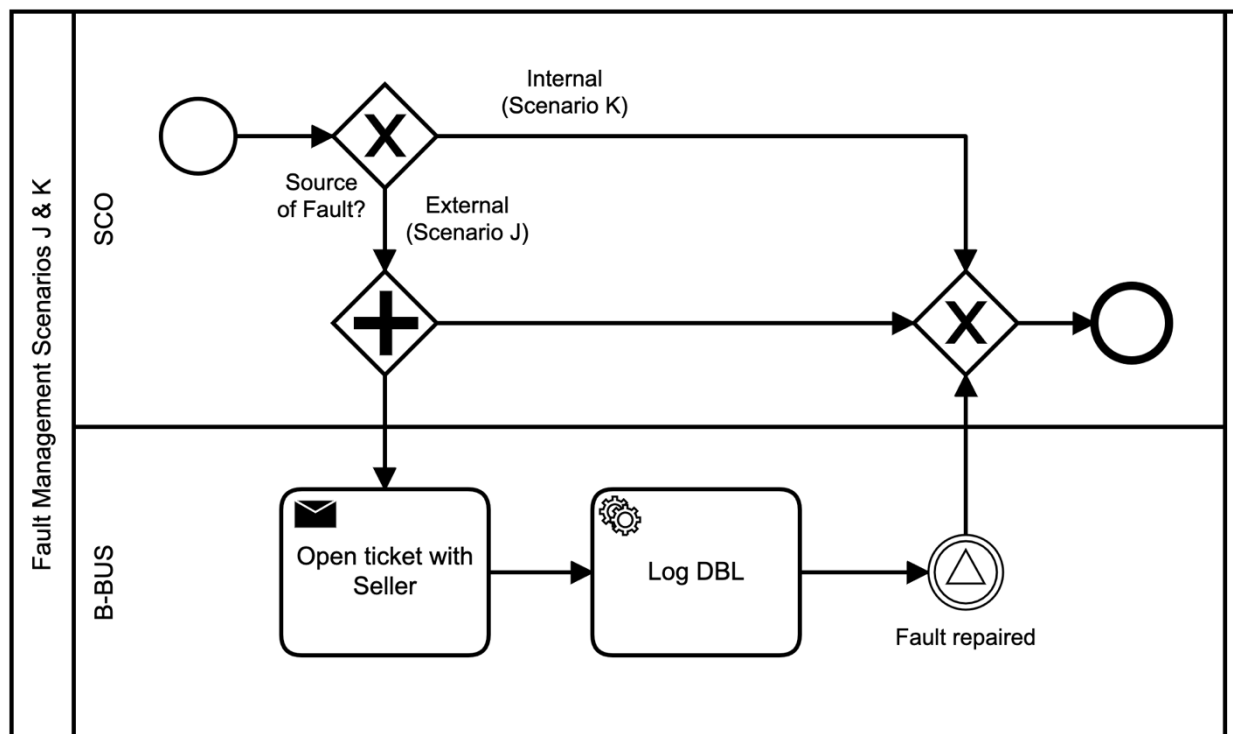 Fault Management Scenarios J & K
SCO
Internal
(Scenario K)
Source
of Fault?
External
(Scenario J)
B-BUS
Open ticket with
Seller
Log DBL
Fault repaired